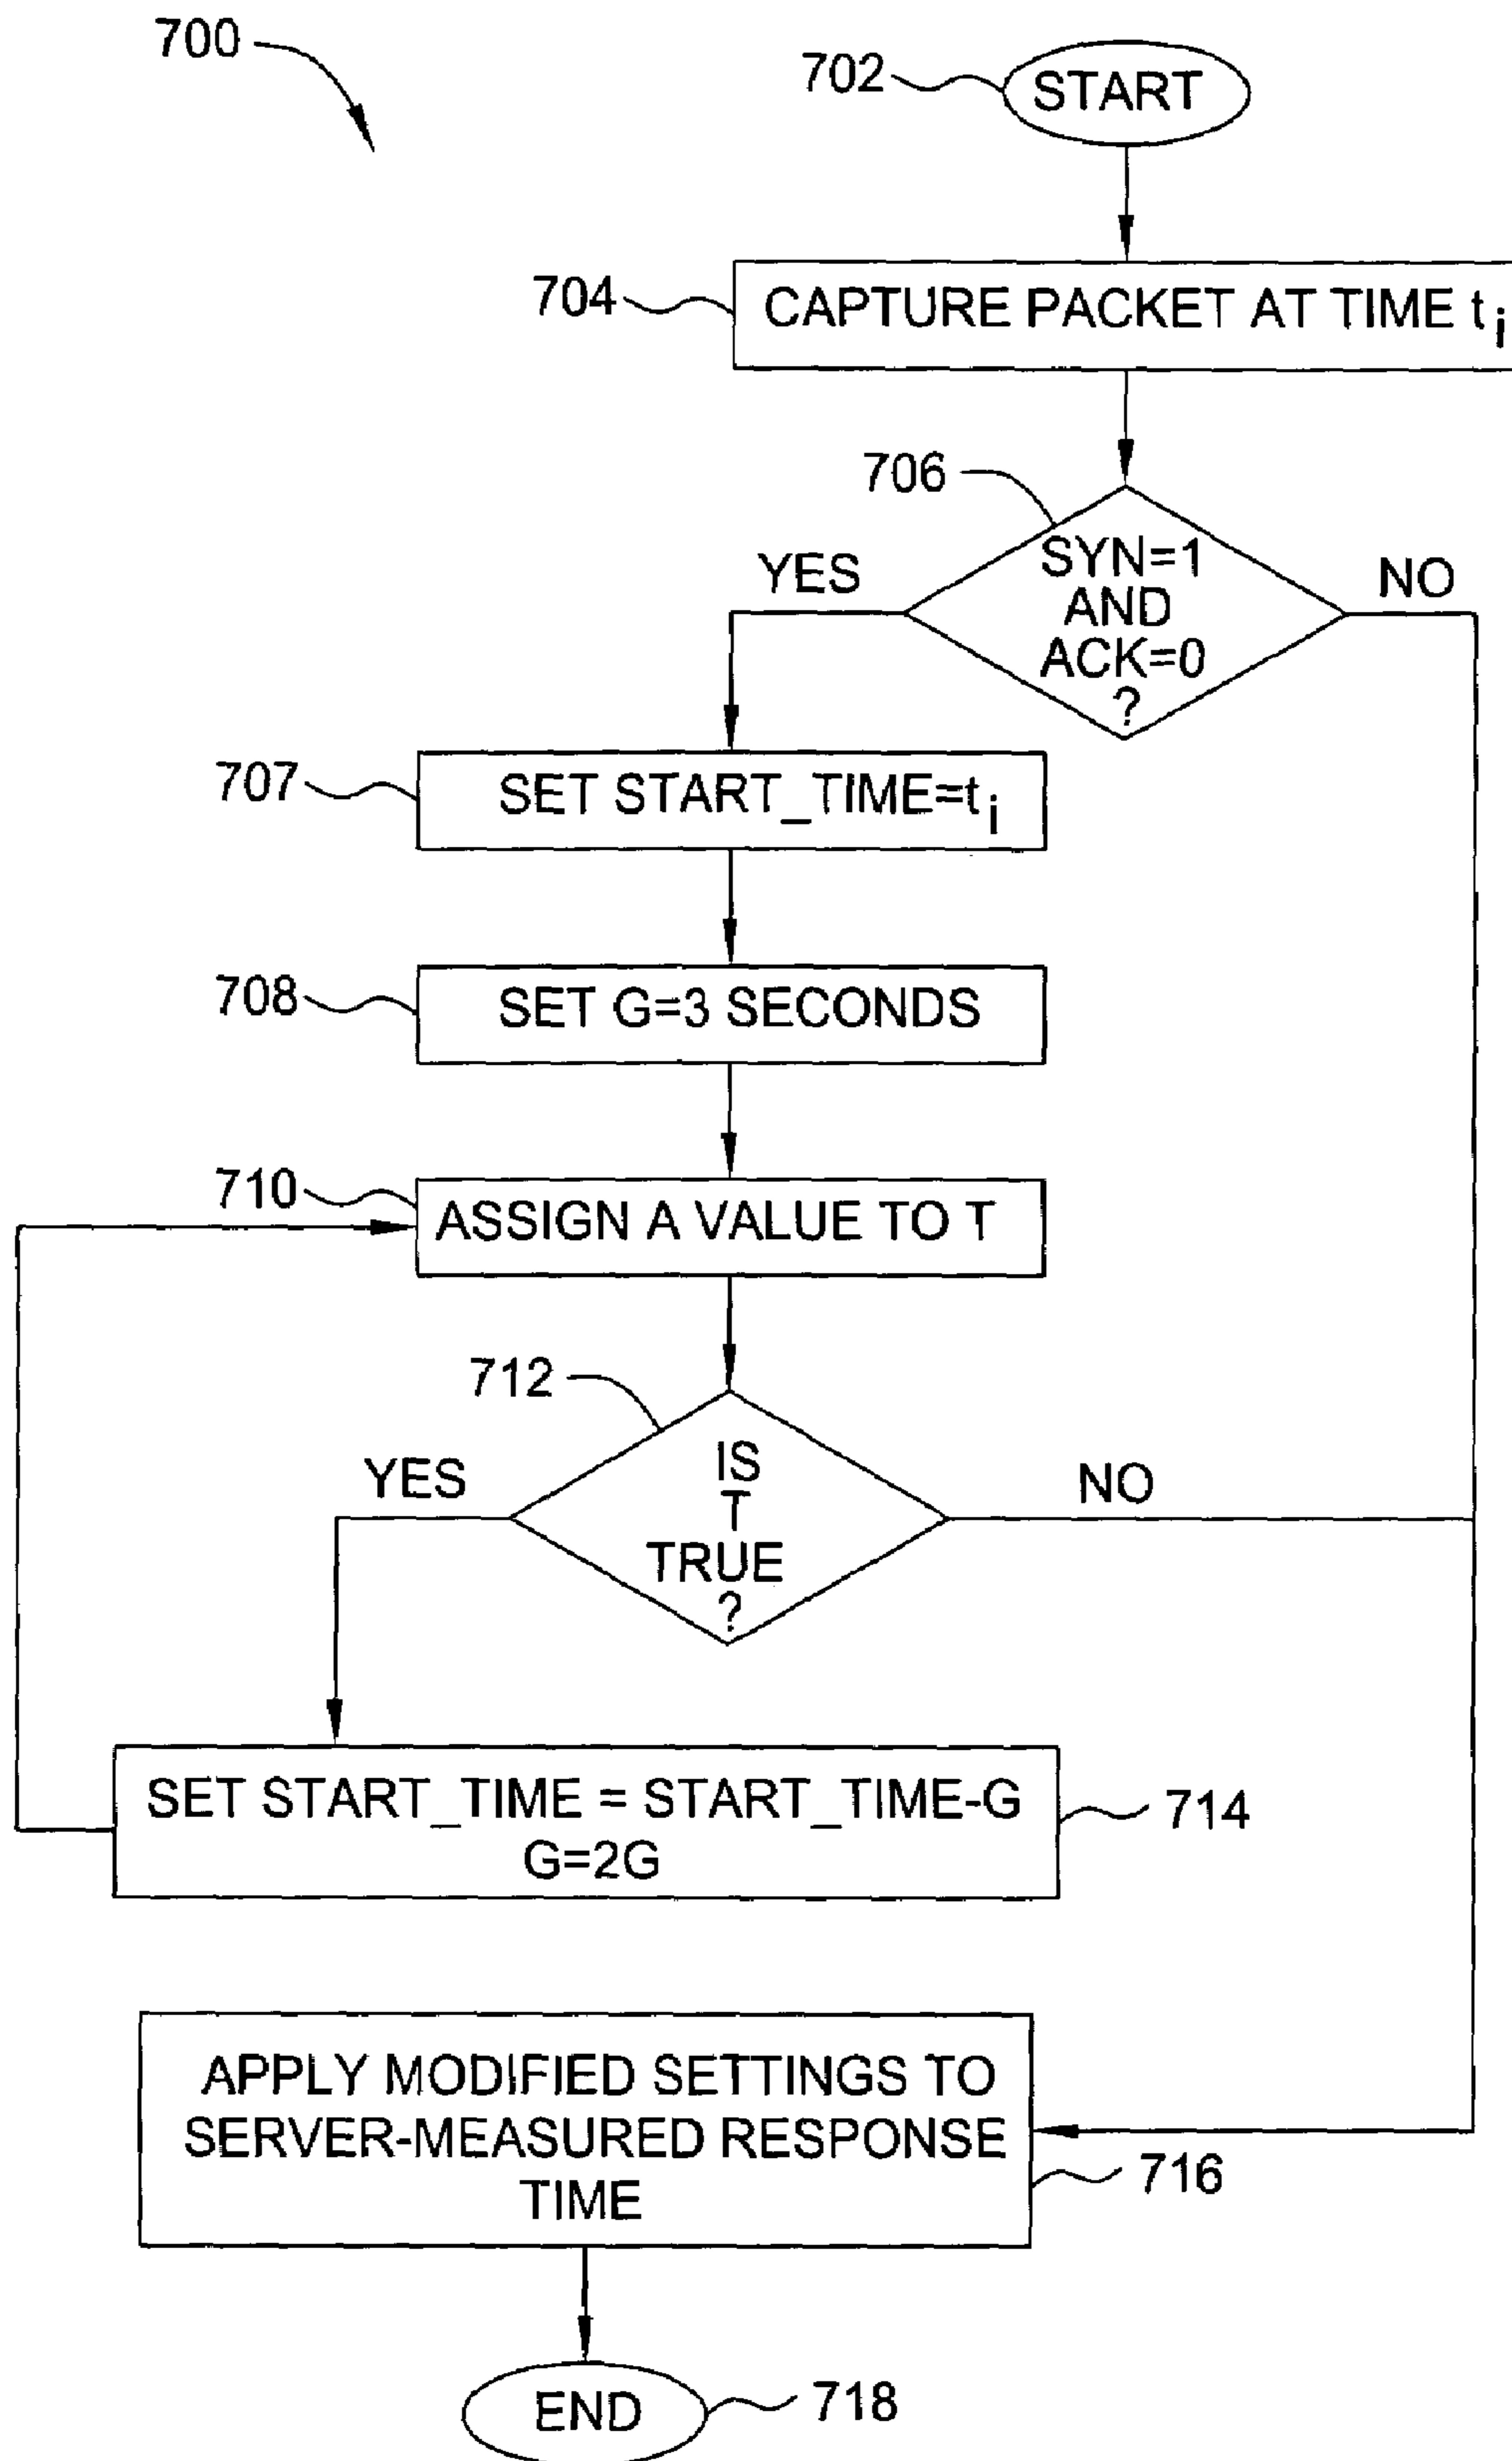 700
702
START
704
CAPTURE PACKET AT TIME ti
706
SYN=1
AND
ACK=0
?
YES
NO
707
SET START_TIME=ti
708
SET G=3 SECONDS
710
ASSIGN A VALUE TO T
712
IS
T
TRUE
?
YES
NO
SET START_TIME = START_TIME-G
G=2G
714
APPLY MODIFIED SETTINGS TO
SERVER-MEASURED RESPONSE
TIME
716
END
718